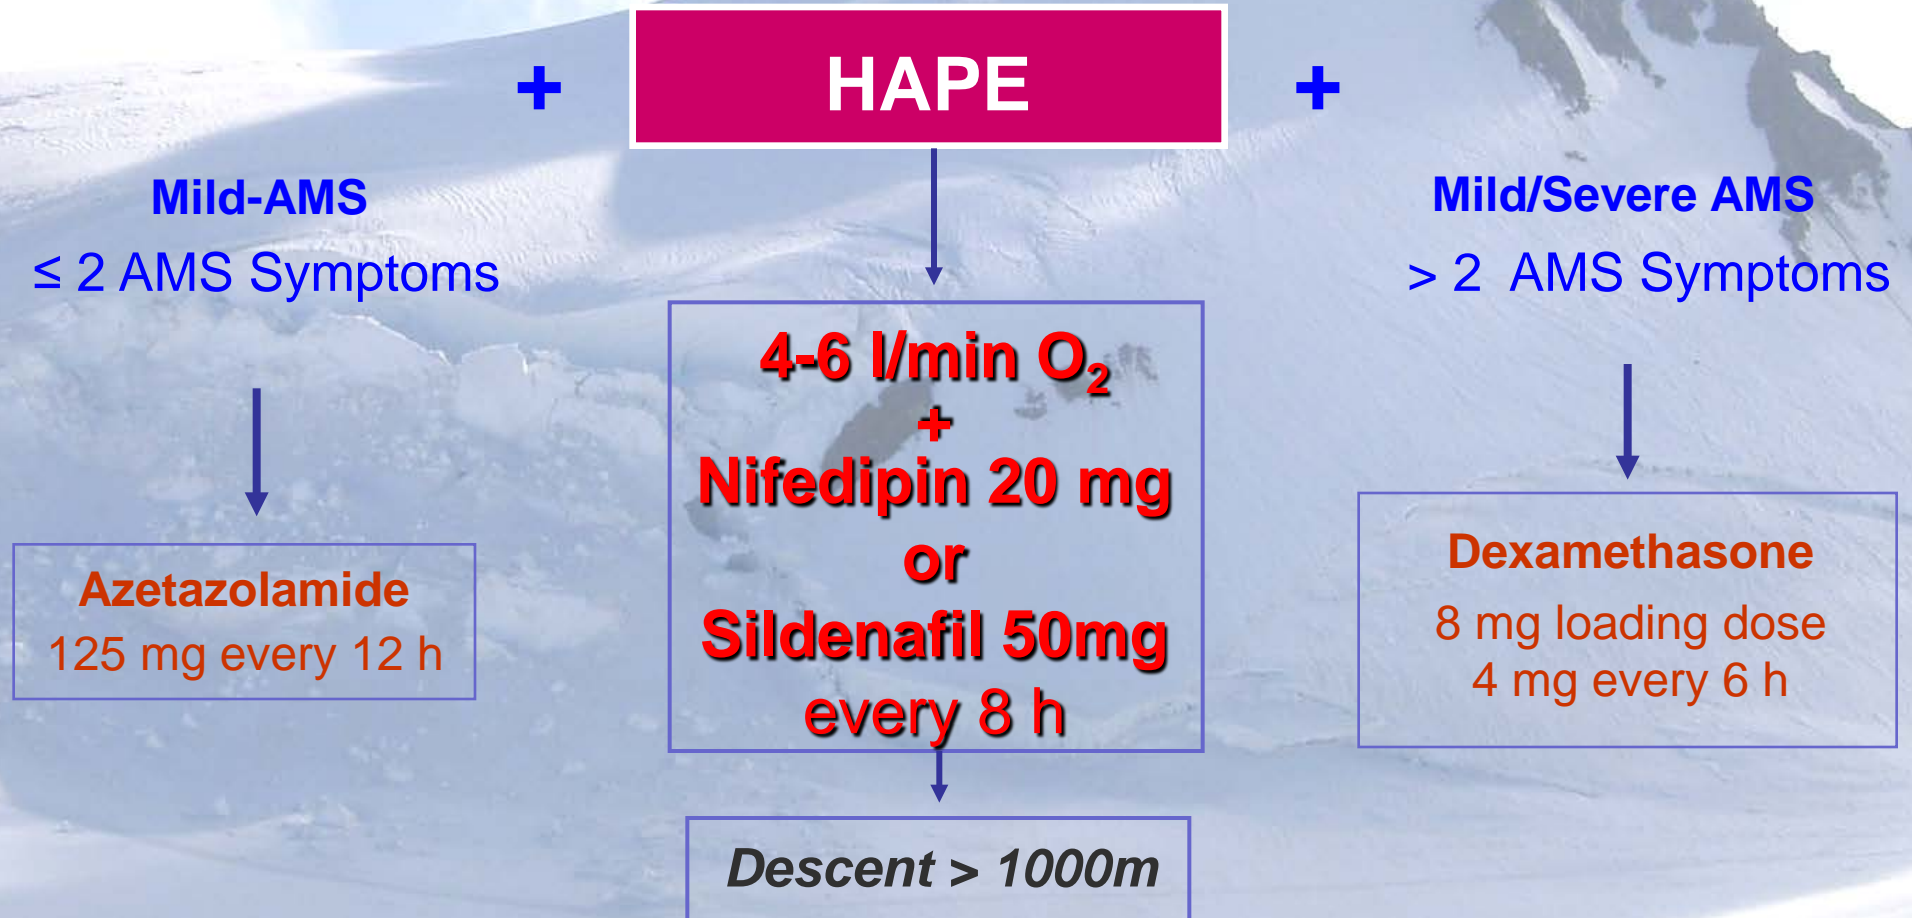 + HAPE +
Mild-AMS
≤ 2 AMS Symptoms
Azetazolamide
125 mg every 12 h
4-6 l/min O₂
+
Nifedipin 20 mg
or
Sildenafil 50mg
every 8 h
Descent > 1000m
Mild/Severe AMS
> 2 AMS Symptoms
Dexamethasone
8 mg loading dose
4 mg every 6 h